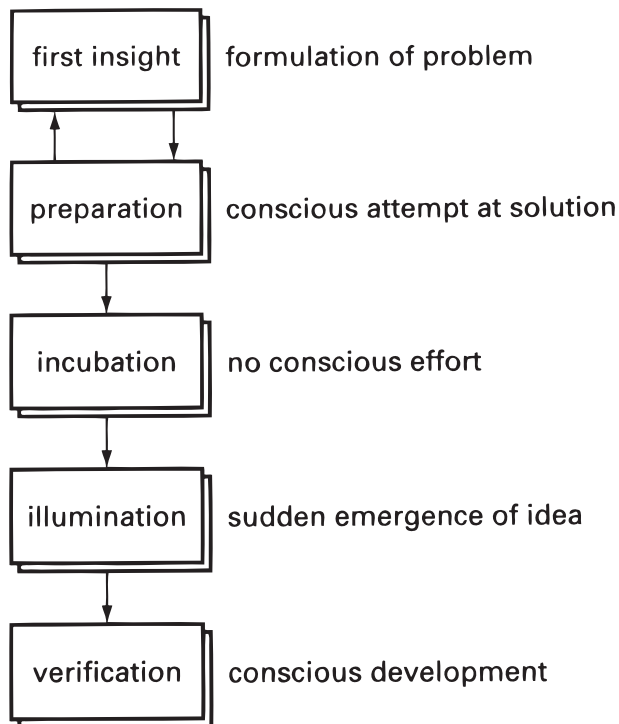 first insight formulation of problem
preparation conscious attempt at solution
incubation no conscious effort
illumination sudden emergence of idea
verification conscious development